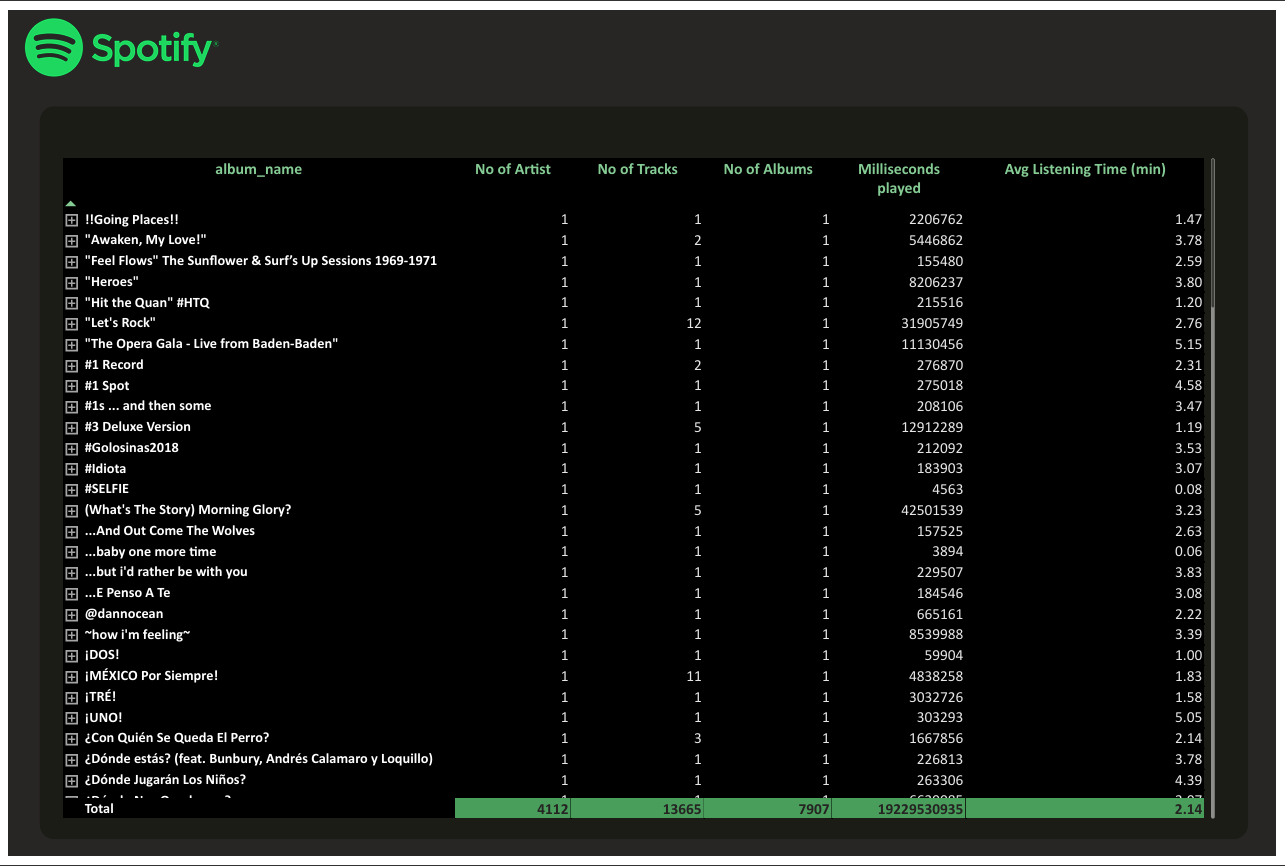 Spotify®
album_name No of Artist No of Tracks No of Albums Milliseconds played Avg Listening Time (min)
!!Going Places!! 1 1 1 2206762 1.47
"Awaken, My Love!" 1 2 1 5446862 3.78
"Feel Flows" The Sunflower & Surf’s Up Sessions 1969-1971 1 1 1 155480 2.59
"Heroes" 1 1 1 8206237 3.80
"Hit the Quan" #HTQ 1 1 1 215516 1.20
"Let's Rock" 1 12 1 31905749 2.76
"The Opera Gala - Live from Baden-Baden" 1 1 1 11130456 5.15
#1 Record 1 2 1 276870 2.31
#1 Spot 1 1 1 275018 4.58
#1s ... and then some 1 1 1 208106 3.47
#3 Deluxe Version 1 5 1 12912289 1.19
#Golosinas2018 1 1 1 212092 3.53
#Idiota 1 1 1 183903 3.07
#SELFIE 1 1 1 4563 0.08
(What's The Story) Morning Glory? 1 5 1 42501539 3.23
...And Out Come The Wolves 1 1 1 157525 2.63
...baby one more time 1 1 1 3894 0.06
...but i'd rather be with you 1 1 1 229507 3.83
...E Penso A Te 1 1 1 184546 3.08
@dannocean 1 1 1 665161 2.22
~how i'm feeling~ 1 1 1 8539988 3.39
¡DOS! 1 1 1 59904 1.00
¡MÉXICO Por Siempre! 1 11 1 4838258 1.83
¡TRÉ! 1 1 1 3032726 1.58
¡UNO! 1 1 1 303293 5.05
¿Con Quién Se Queda El Perro? 1 3 1 1667856 2.14
¿Dónde estás? (feat. Bunbury, Andrés Calamaro y Loquillo) 1 1 1 226813 3.78
¿Dónde Jugarán Los Niños? 1 1 1 263306 4.39
Total 4112 13665 7907 19229530935 2.14